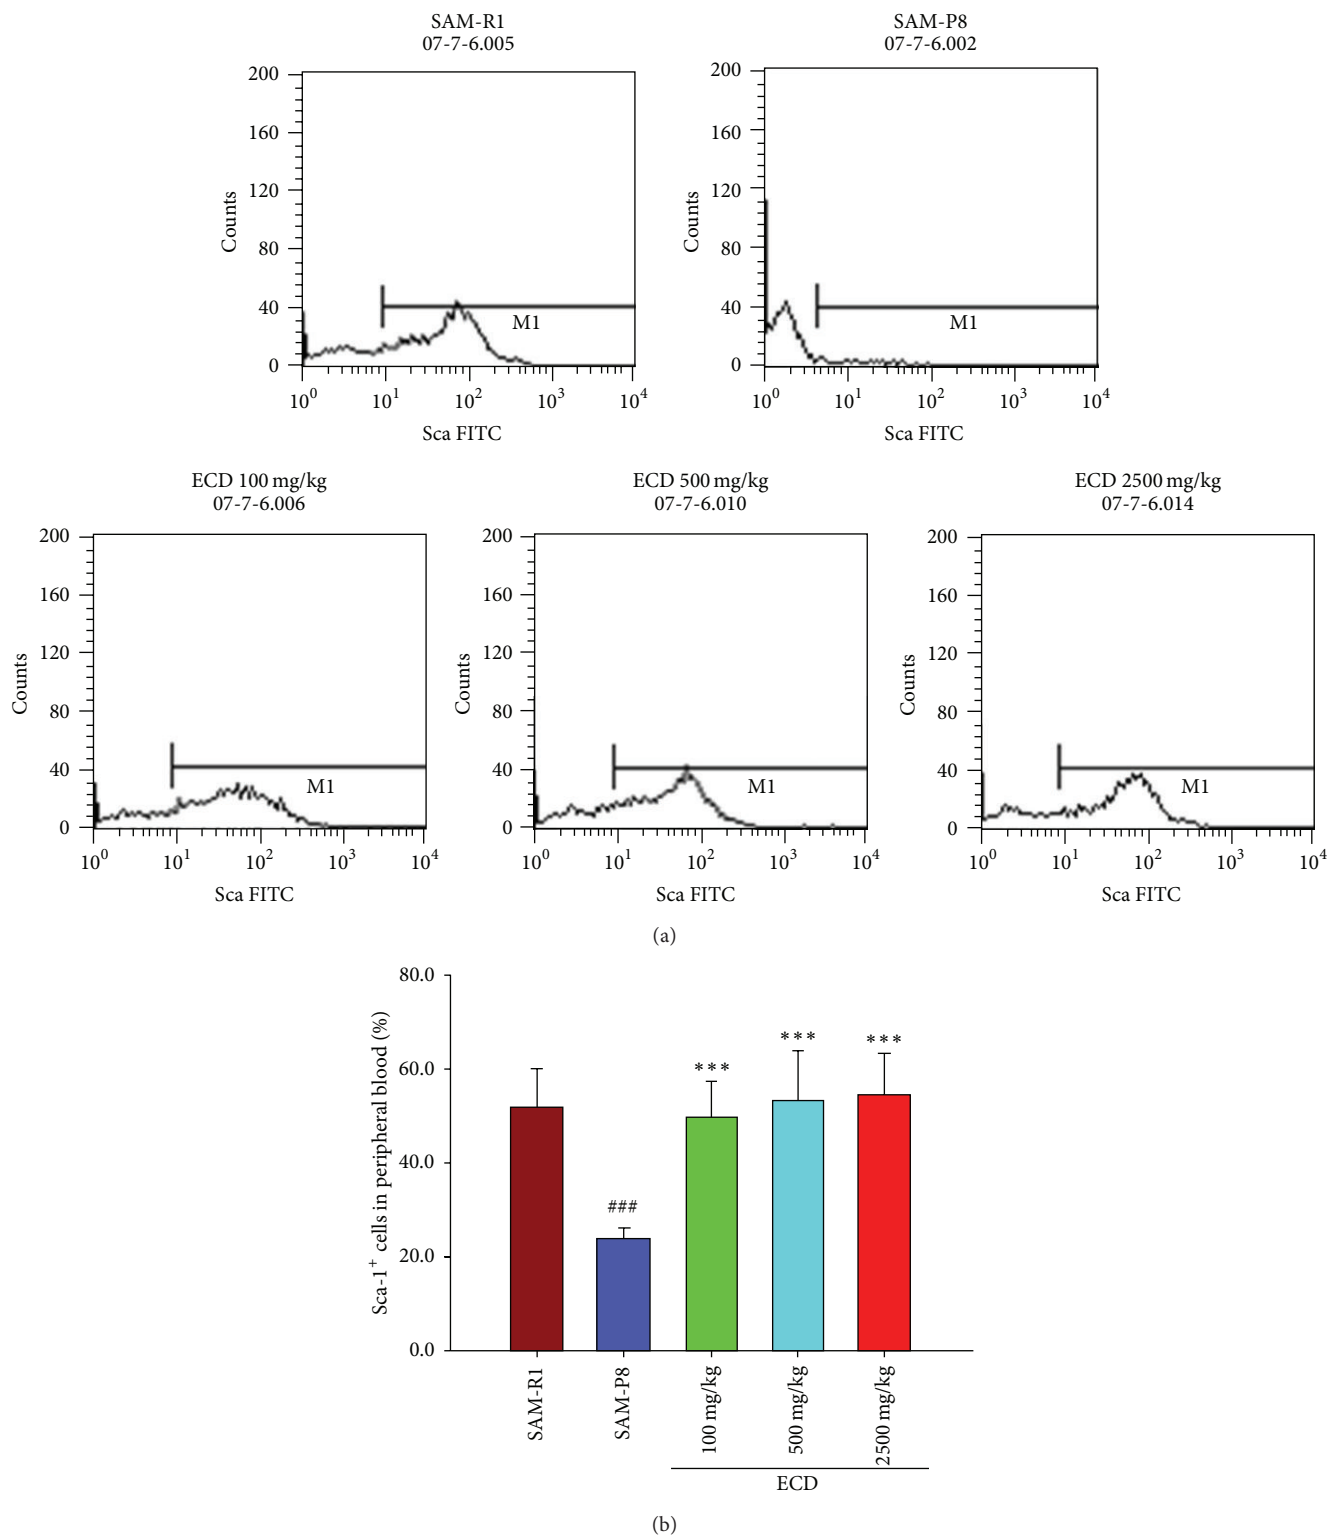 SAM-R1
07-7-6.005
200
160
120
80
40
0
Counts
M1
10^0 10^1 10^2 10^3 10^4
Sca FITC
SAM-P8
07-7-6.002
200
160
120
80
40
0
Counts
M1
10^0 10^1 10^2 10^3 10^4
Sca FITC
ECD 100 mg/kg
07-7-6.006
200
160
120
80
40
0
Counts
M1
10^0 10^1 10^2 10^3 10^4
Sca FITC
ECD 500 mg/kg
07-7-6.010
200
160
120
80
40
0
Counts
M1
10^0 10^1 10^2 10^3 10^4
Sca FITC
ECD 2500 mg/kg
07-7-6.014
200
160
120
80
40
0
Counts
M1
10^0 10^1 10^2 10^3 10^4
Sca FITC
(a)
80.0
60.0
40.0
20.0
0.0
Sca-1^+ cells in peripheral blood (%)
###
***
***
***
SAM-R1
SAM-P8
100 mg/kg
500 mg/kg
2500 mg/kg
ECD
(b)